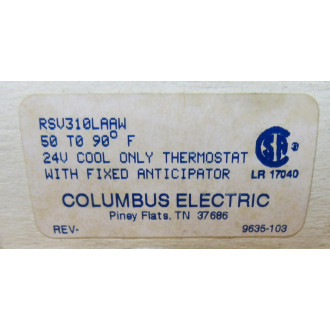 RSV310LAAW
50 TO 90° F
24V COOL ONLY THERMOSTAT
WITH FIXED ANTICIPATOR
SA ®
LR 17040
COLUMBUS ELECTRIC
Piney Flats, TN 37686
REV-
9635-103